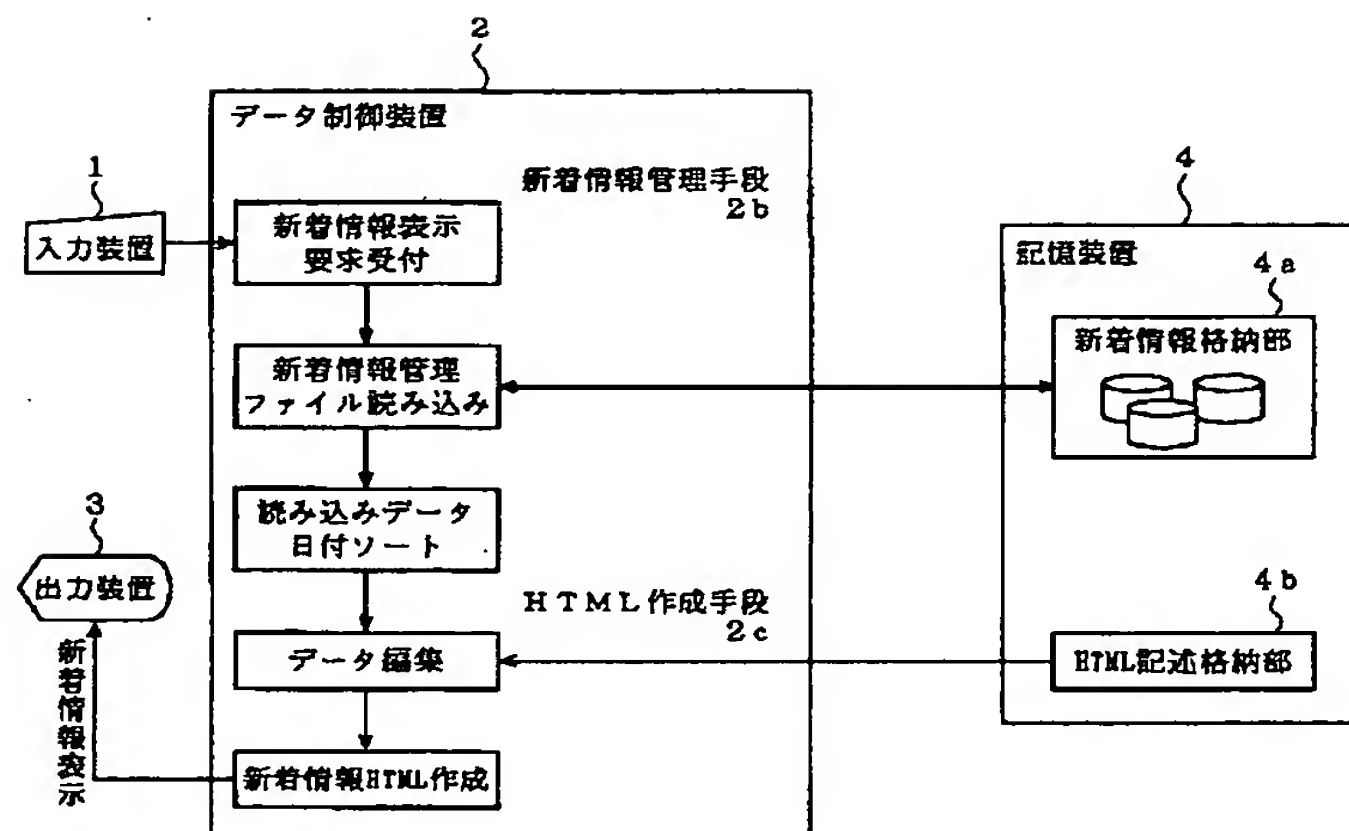 2
データ制御装置
新着情報管理手段
2b
1
入力装置
新着情報表示
要求受付
4
記憶装置
4a
新着情報格納部
新着情報管理
ファイル読み込み
読み込みデータ
日付ソート
3
出力装置
新着情報表示
HTML作成手段
2c
データ編集
4b
HTML記述格納部
新着情報HTML作成